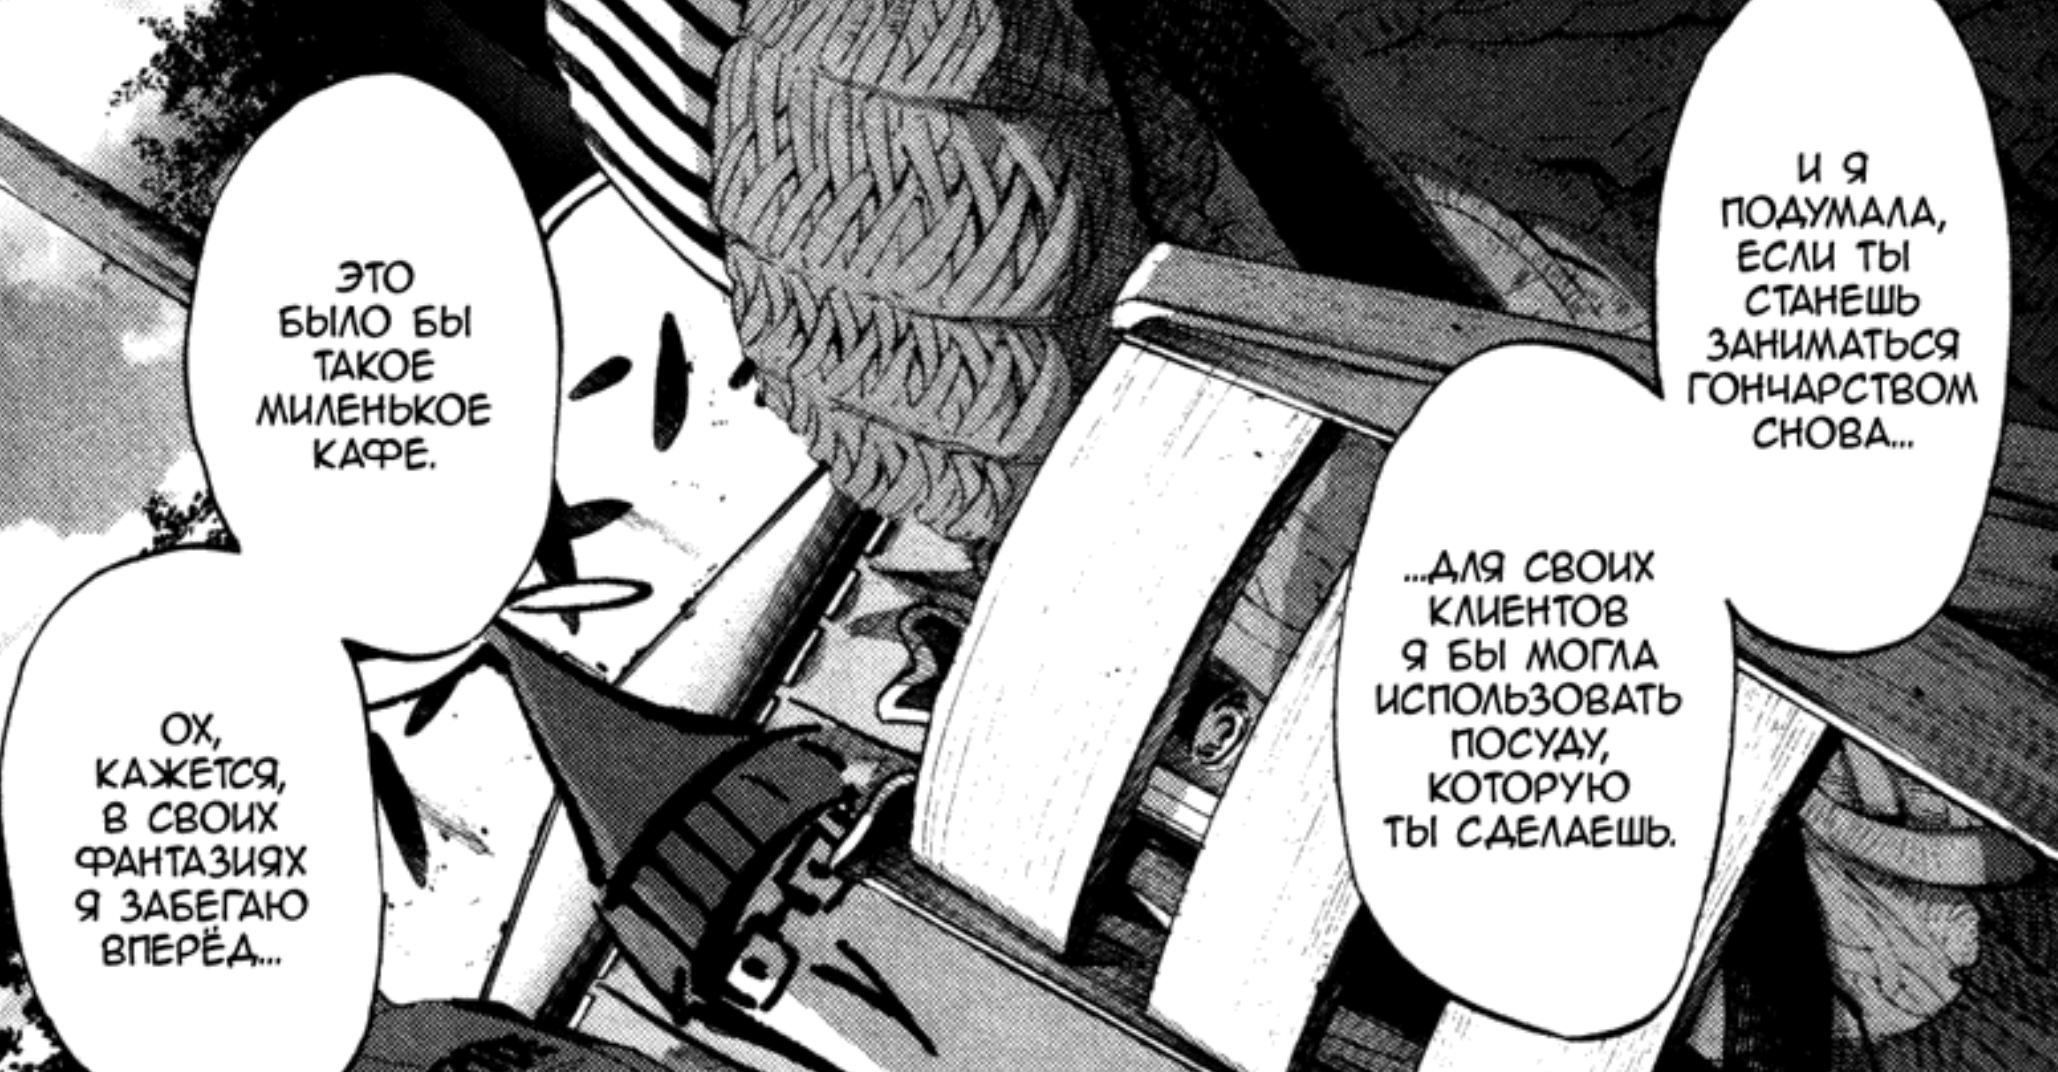 И Я
ПОДУМАЛА,
ЕСЛИ ТЫ
СТАНЕШЬ
ЗАНИМАТЬСЯ
ГОНЧАРСТВОМ
СНОВА...
...ДЛЯ СВОИХ
КЛИЕНТОВ
Я БЫ МОГЛА
ИСПОЛЬЗОВАТЬ
ПОСУДУ,
КОТОРУЮ
ТЫ СДЕЛАЕШЬ.
ЭТО
БЫЛО БЫ
ТАКОЕ
МИЛЕНЬКОЕ
КАФЕ.
ОХ,
КАЖЕТСЯ,
В СВОИХ
ФАНТАЗИЯХ
Я ЗАБЕГАЮ
ВПЕРЁД...